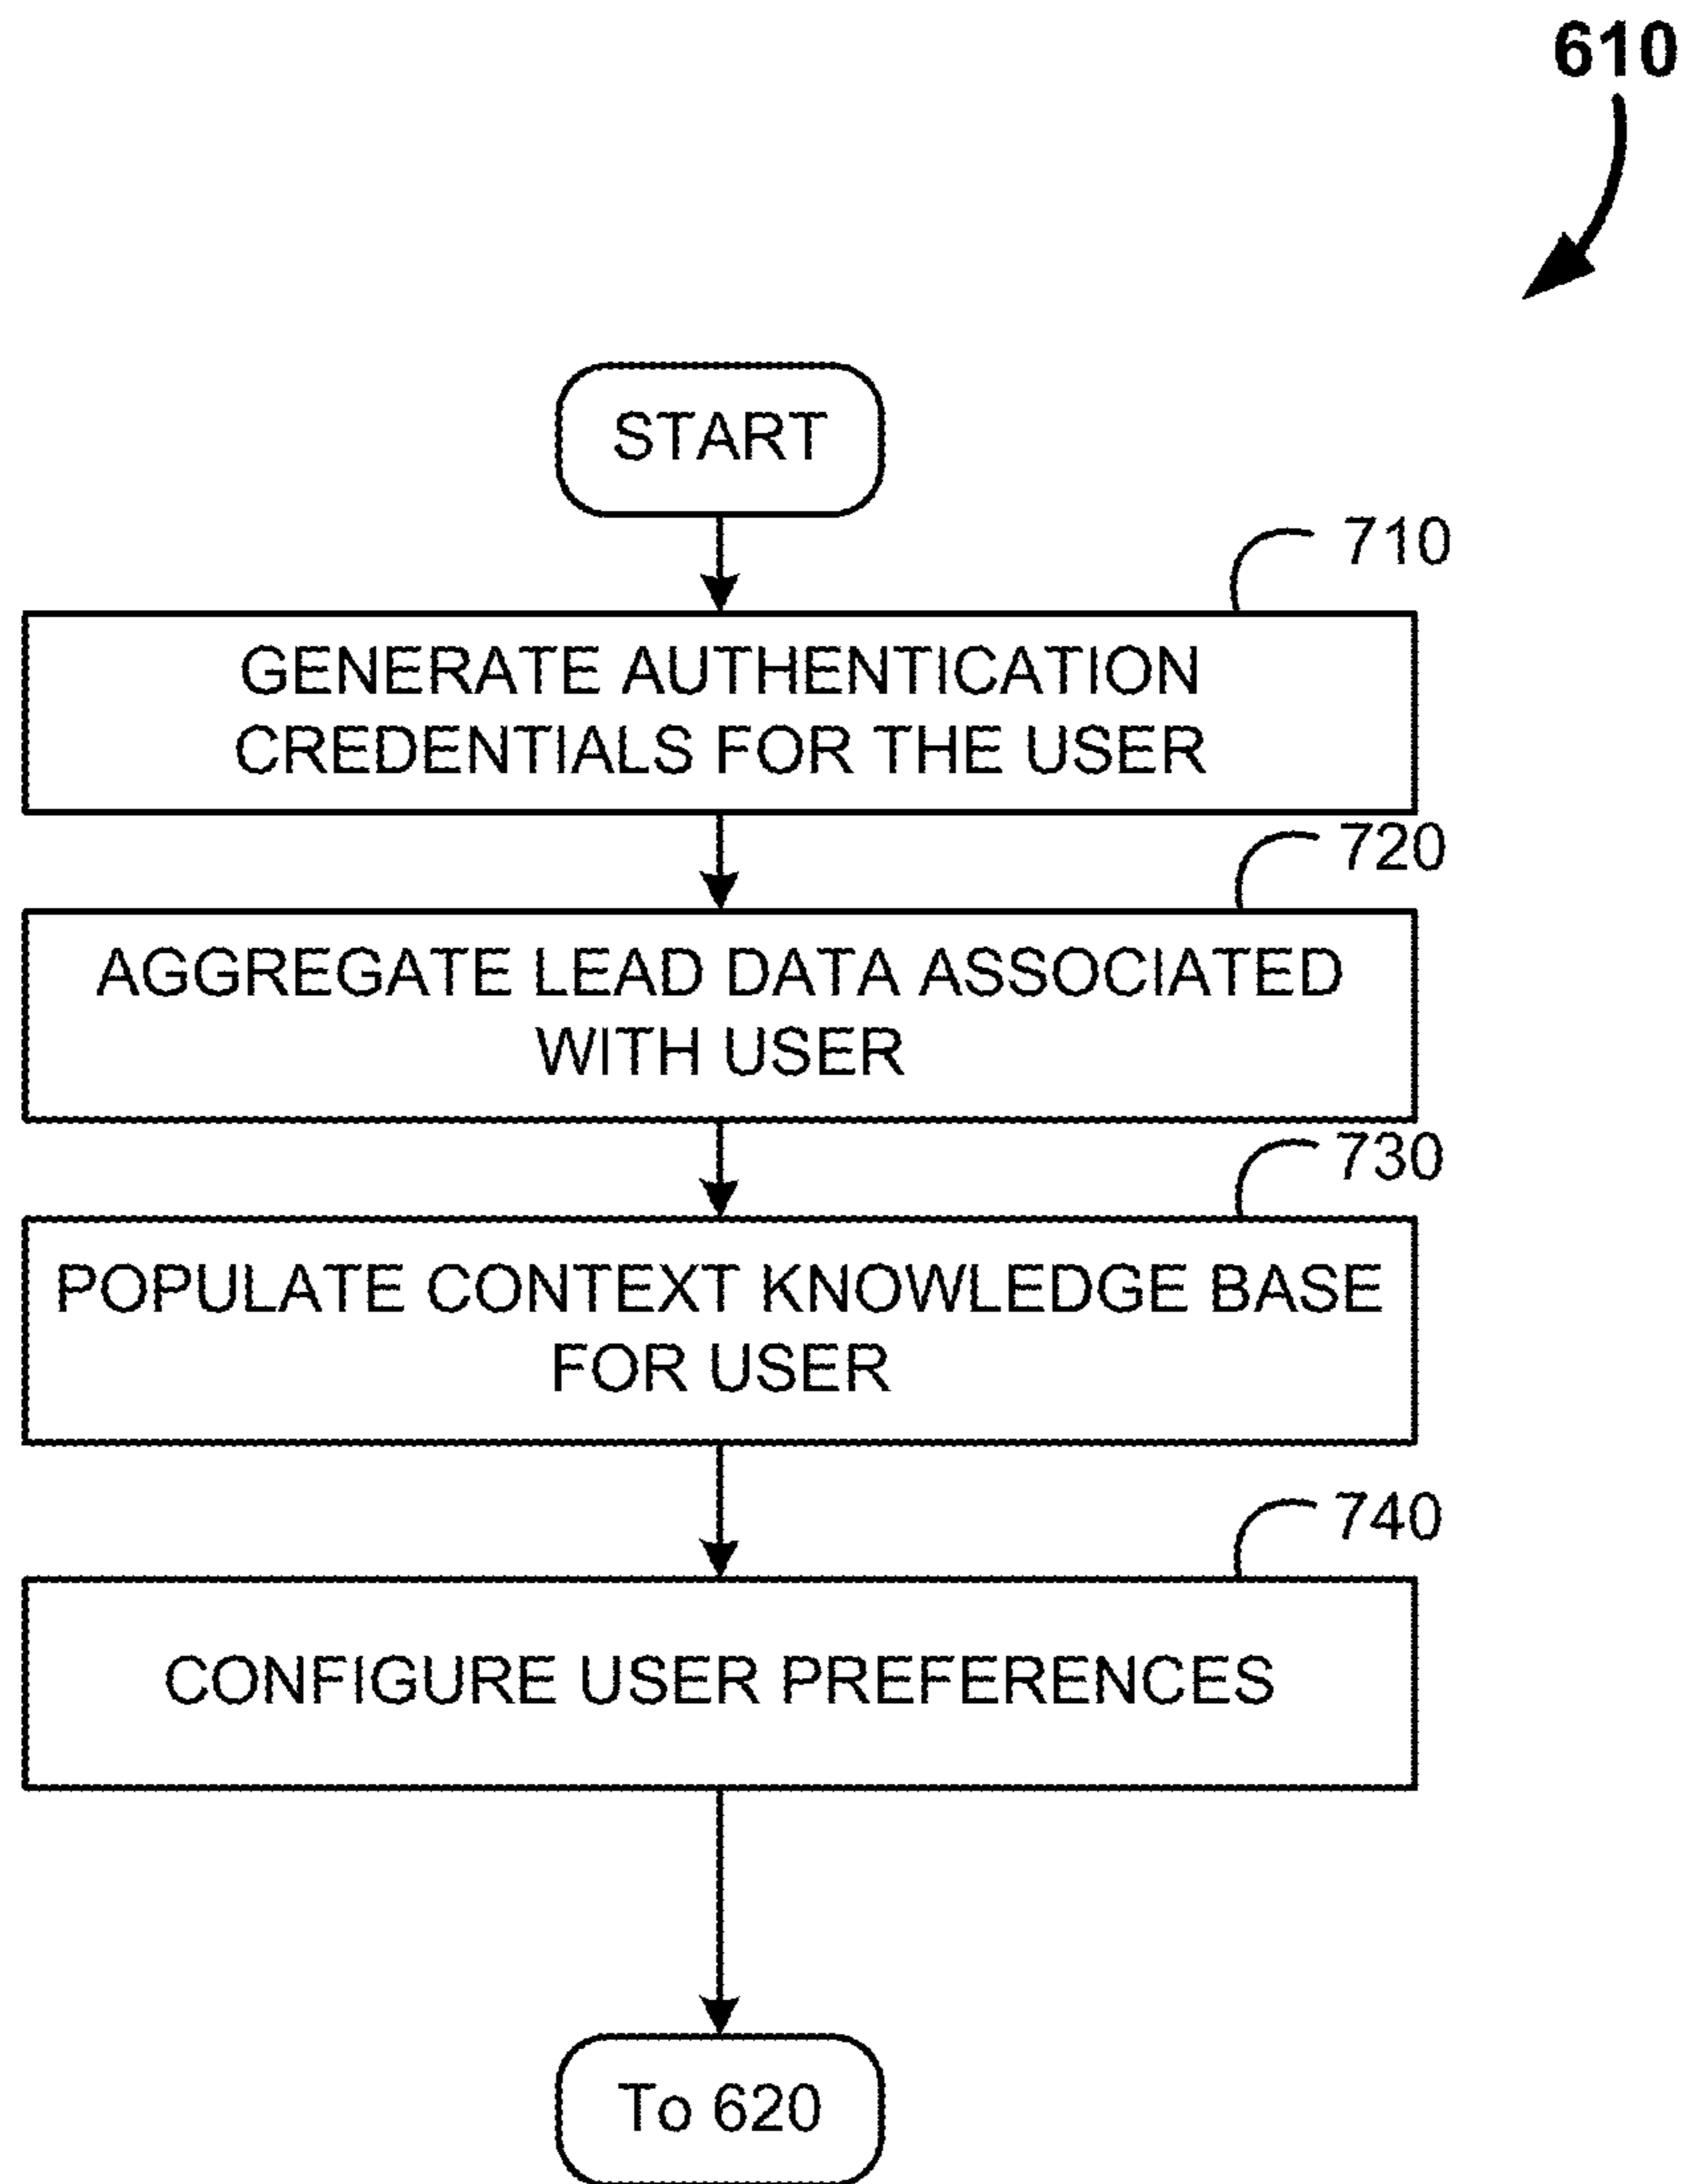 610
START
710
GENERATE AUTHENTICATION
CREDENTIALS FOR THE USER
720
AGGREGATE LEAD DATA ASSOCIATED
WITH USER
730
POPULATE CONTEXT KNOWLEDGE BASE
FOR USER
740
CONFIGURE USER PREFERENCES
To 620